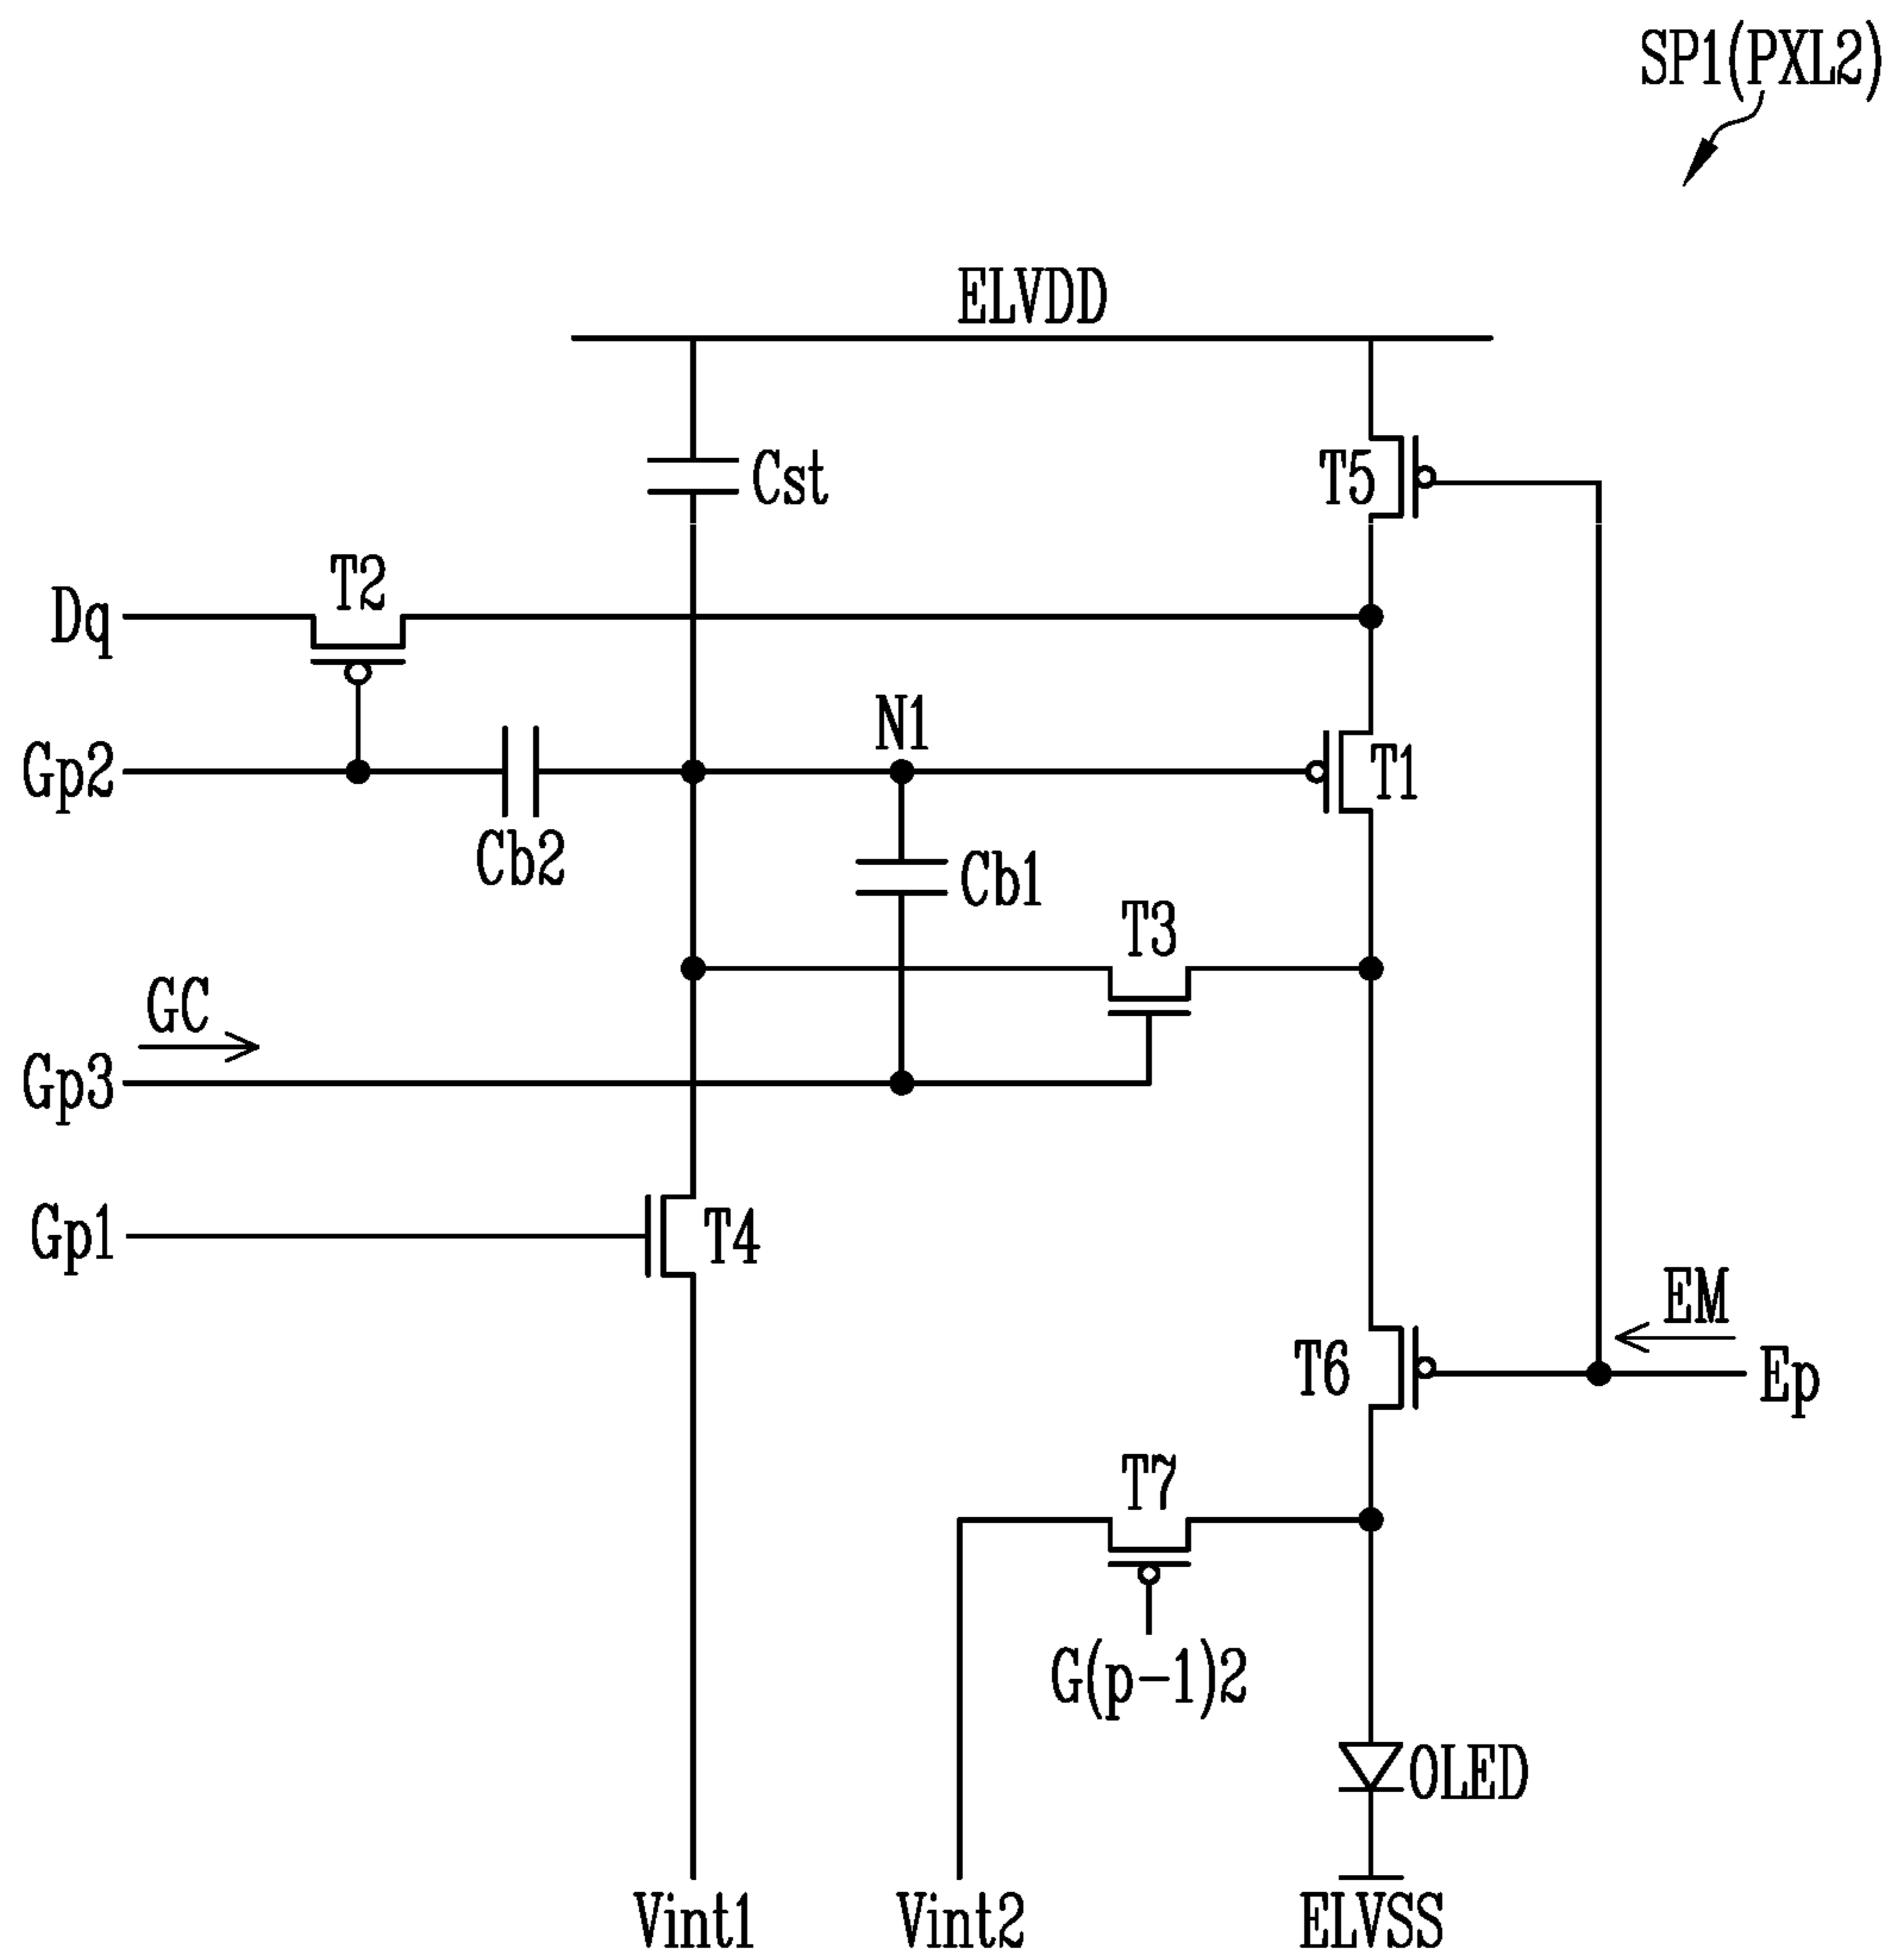 SP1(PXL2)
ELVDD
Cst
T5
T2
Dq
N1
Gp2
T1
Cb2
Cb1
T3
GC
Gp3
Gp1
T4
EM
T6
Ep
T7
G(p-1)2
OLED
Vint1
Vint2
ELVSS